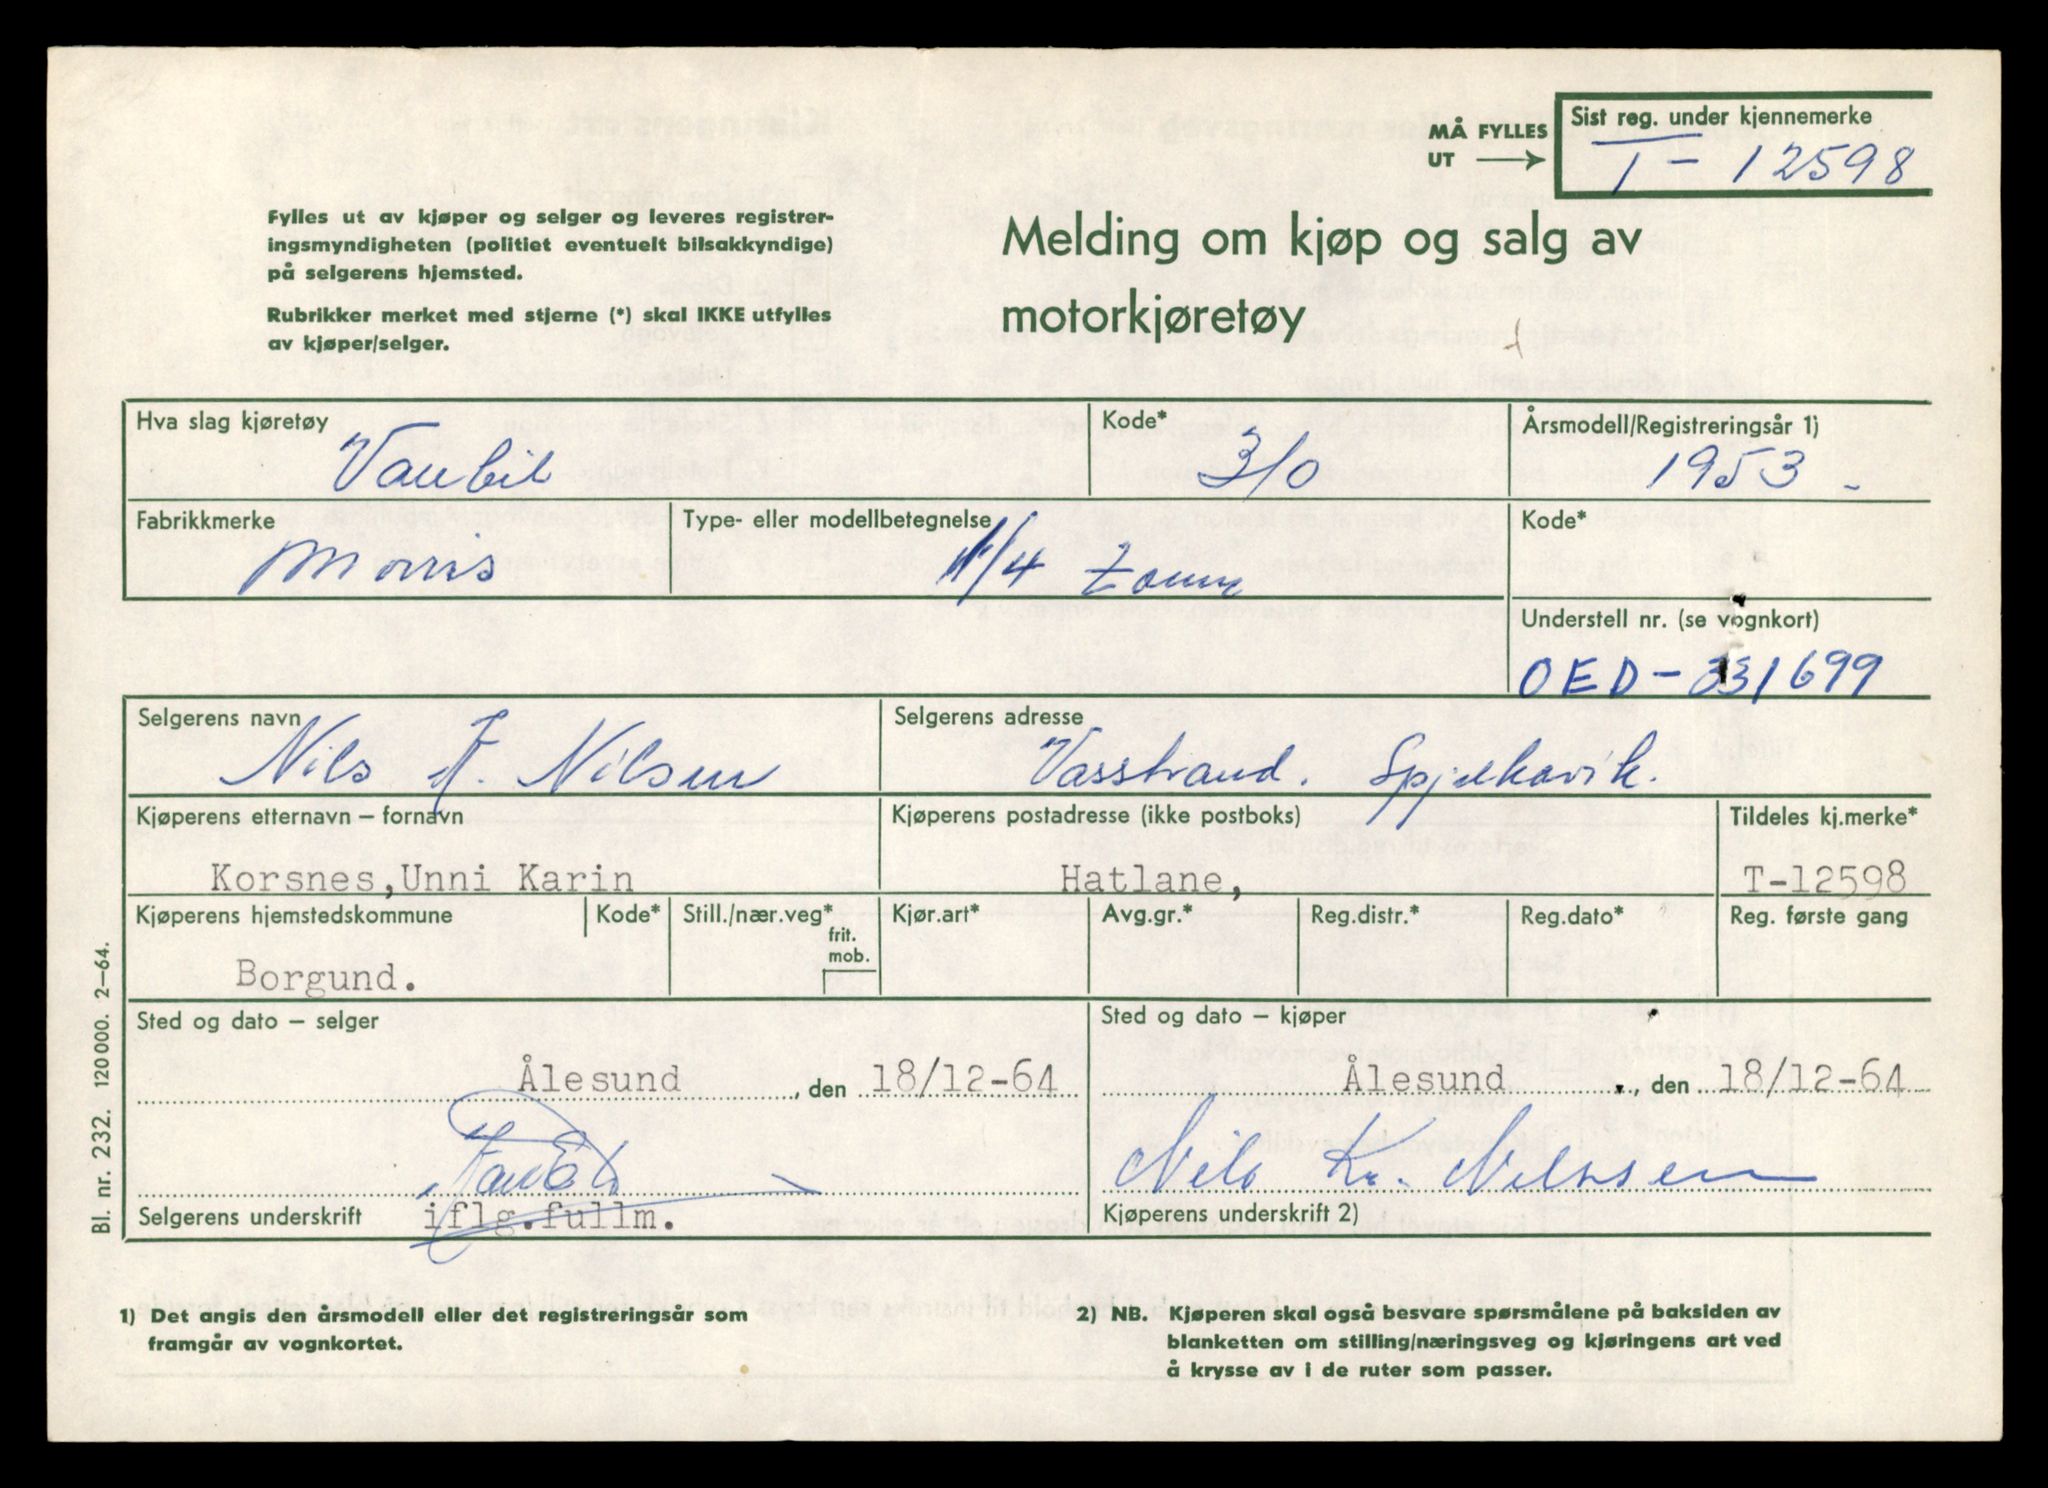 MÅ FYLLES
UT
Sist reg. under kjennemerke
T - 12598
Fylles ut av kjøper og selger og leveres registrer-
ingsmyndigheten (politiet eventuelt bilsakkyndige)
på selgerens hjemsted.
Rubrikker merket med stjerne (*) skal IKKE utfylles
av kjøper/selger.
Melding om kjøp og salg av
motorkjøretøy
Hva slag kjøretøy
Varebil
Kode*
310
Årsmodell/Registreringsår 1)
1953
Fabrikkmerke
Morris
Type- eller modellbetegnelse
1/4 tonns
Kode*
Understell nr. (se vognkort)
OED-331699
Selgerens navn
Nils A. Nilsen
Selgerens adresse
Vasstrand. Spjelkavik.
Kjøperens etternavn – fornavn
Korsnes,Unni Karin
Kjøperens postadresse (ikke postboks)
Hatlane,
Tildeles kj.merke*
T-12598
Kjøperens hjemstedskommune
Borgund.
Kode*
Still./nær.veg*
frit.
mob.
Kjør.art*
Avg.gr.*
Reg.distr.*
Reg.dato*
Reg. første gang
Sted og dato – selger
Ålesund , den 18/12-64
Sted og dato – kjøper
Ålesund , den 18/12-64
Selgerens underskrift
iflg.fullm.
Nils Kr. Nilssen
Kjøperens underskrift 2)
Bl. nr. 232. 120 000. 2–64.
1) Det angis den årsmodell eller det registreringsår som
framgår av vognkortet.
2) NB. Kjøperen skal også besvare spørsmålene på baksiden av
blanketten om stilling/næringsveg og kjøringens art ved
å krysse av i de ruter som passer.